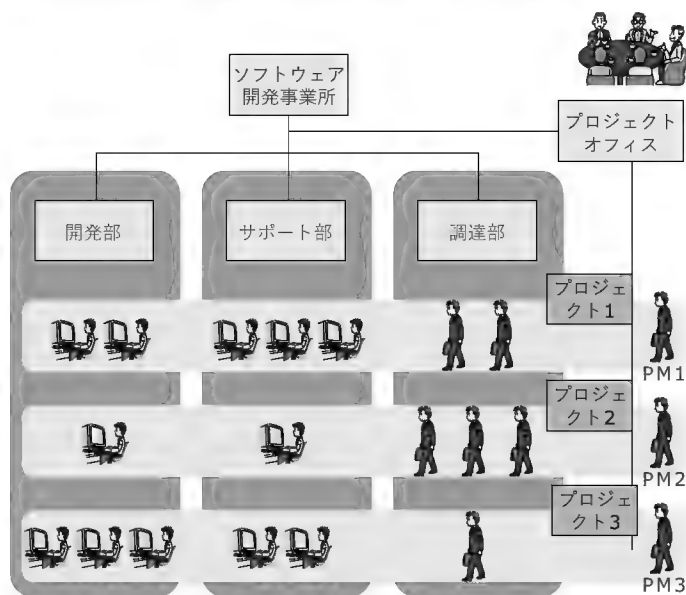 ソフトウェア
開発事業所
プロジェクト
オフィス
開発部
サポート部
調達部
プロジェ
クト1
PM1
プロジェ
クト2
PM2
プロジェ
クト3
PM3